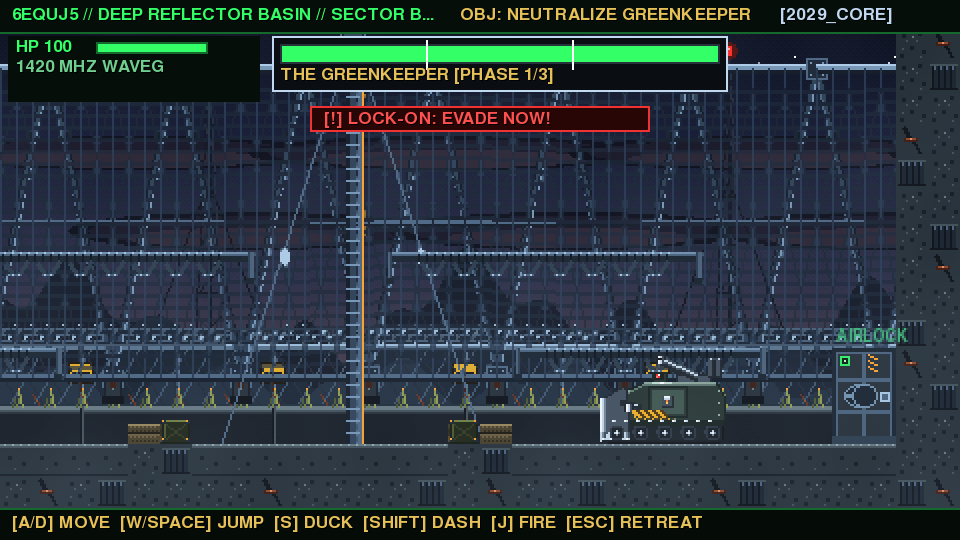 6EQUJ5 // DEEP REFLECTOR BASIN // SECTOR B... OBJ: NEUTRALIZE GREENKEEPER [2029_CORE]
HP 100
1420 MHZ WAVEG
THE GREENKEEPER [PHASE 1/3]
[!] LOCK-ON: EVADE NOW!
AIRLOCK
[A/D] MOVE [W/SPACE] JUMP [S] DUCK [SHIFT] DASH [J] FIRE [ESC] RETREAT